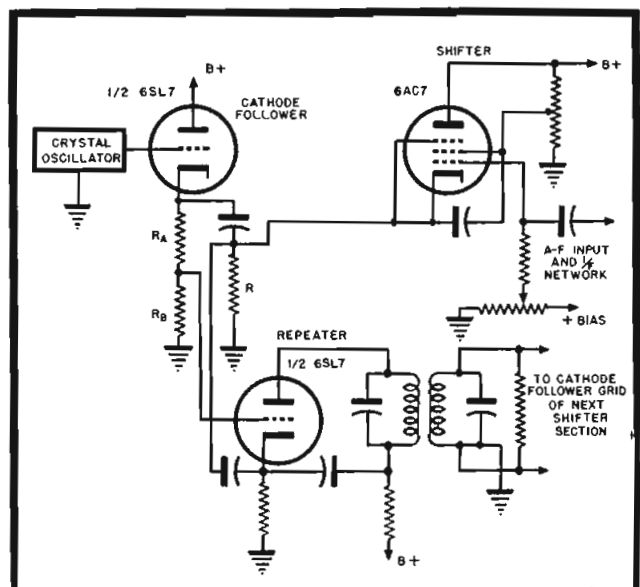 SHIFTER
B+
B+
1/2 6SL7
6AC7
CATHODE
FOLLOWER
CRYSTAL
OSCILLATOR
RA
R
A-F INPUT
AND 1/f
NETWORK
RB
+ BIAS
REPEATER
1/2 6SL7
TO CATHODE
FOLLOWER GRID
OF NEXT
SHIFTER
SECTION
B+